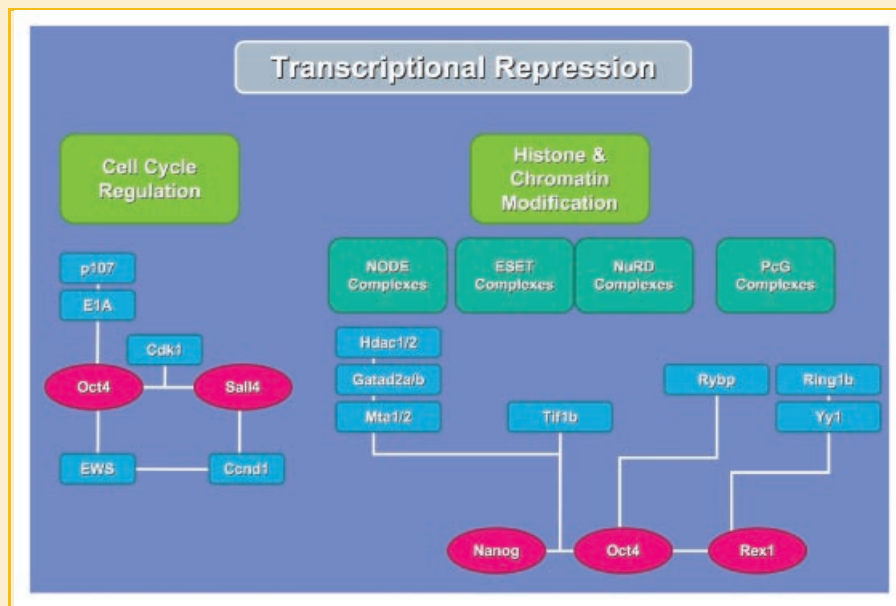 Transcriptional Repression
Cell Cycle
Regulation
Histone &
Chromatin
Modification
NODE
Complexes
ESET
Complexes
NuRD
Complexes
PcG
Complexes
p107
E1A
Cdk1
Oct4
Sall4
EWS
Ccnd1
Hdac1/2
Gatad2a/b
Mta1/2
Tif1b
Rybp
Ring1b
Yy1
Nanog
Oct4
Rex1